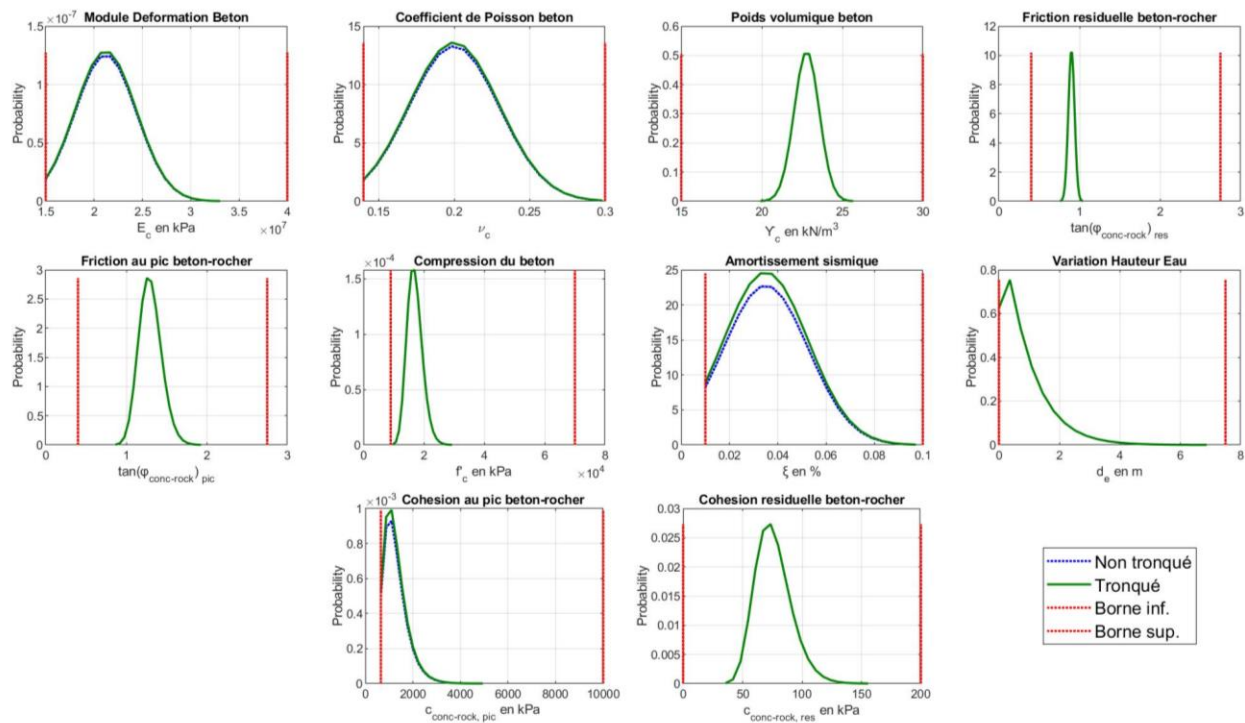 Module Deformation Beton
×10^-7
1.5
1
0.5
0
Probability
1.5 2 2.5 3 3.5 4
E_c en kPa
×10^7
Coefficient de Poisson beton
15
10
5
0
Probability
0.15 0.2 0.25 0.3
ν_c
Poids volumique beton
0.6
0.5
0.4
0.3
0.2
0.1
0
Probability
15 20 25 30
ϒ_c en kN/m^3
Friction residuelle beton-rocher
12
10
8
6
4
2
0
Probability
0 1 2 3
tan(φ_conc-rock)_res
Friction au pic beton-rocher
3
2.5
2
1.5
1
0.5
0
Probability
0 1 2 3
tan(φ_conc-rock)_pic
Compression du beton
×10^-4
1.5
1
0.5
0
Probability
0 2 4 6 8
f'_c en kPa
×10^4
Amortissement sismique
25
20
15
10
5
0
Probability
0 0.02 0.04 0.06 0.08 0.1
ξ en %
Variation Hauteur Eau
0.8
0.6
0.4
0.2
0
Probability
0 2 4 6 8
d_e en m
Cohesion au pic beton-rocher
×10^-3
1
0.8
0.6
0.4
0.2
0
Probability
0 2000 4000 6000 8000 10000
c_conc-rock, pic en kPa
Cohesion residuelle beton-rocher
0.03
0.025
0.02
0.015
0.01
0.005
0
Probability
0 50 100 150 200
c_conc-rock, res en kPa
Non tronqué
Tronqué
Borne inf.
Borne sup.